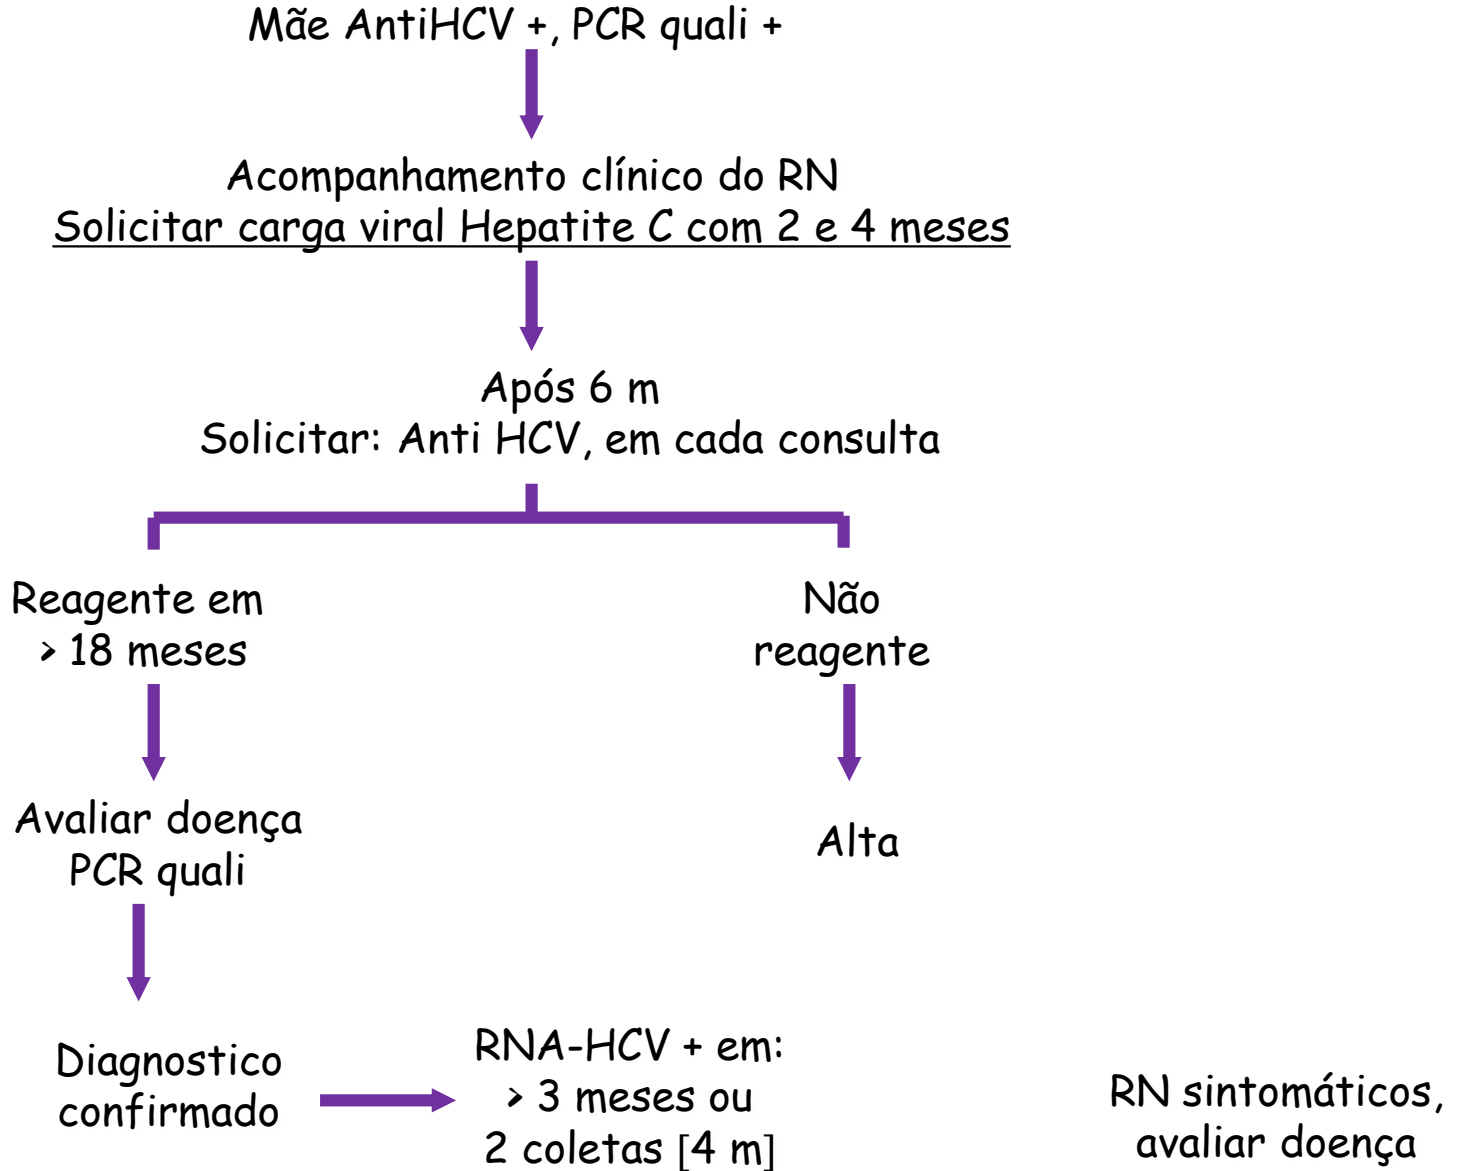 Mãe AntiHCV +, PCR quali +
Acompanhamento clínico do RN
Solicitar carga viral Hepatite C com 2 e 4 meses
Após 6 m
Solicitar: Anti HCV, em cada consulta
Reagente em
> 18 meses
Não
reagente
Avaliar doença
PCR quali
Alta
Diagnostico
confirmado
RNA-HCV + em:
> 3 meses ou
2 coletas [4 m]
RN sintomáticos,
avaliar doença